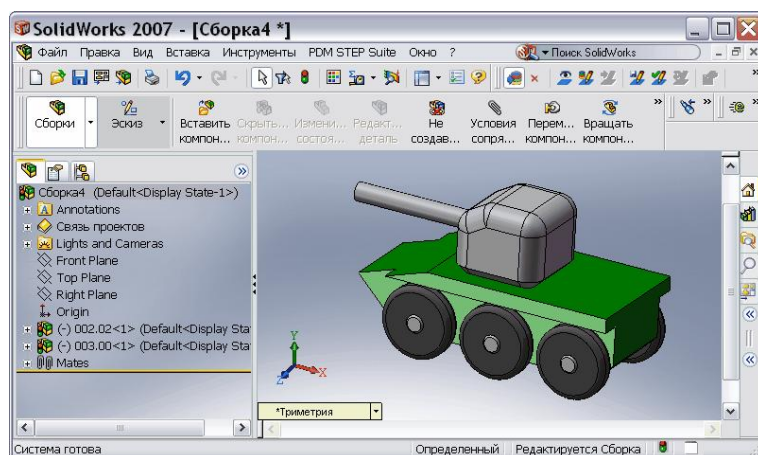 SolidWorks 2007 - [Сборка4 *]
Файл Правка Вид Вставка Инструменты PDM STEP Suite Окно ? Поиск SolidWorks
Сборки Эскиз Вставить компон... Скрыть... компон... Измени... состоя... Редакт... деталь Не создав... Условия сопря... Перем... компон... Вращать компон...
Сборка4 (Default<Display State-1>)
Annotations
Связь проектов
Lights and Cameras
Front Plane
Top Plane
Right Plane
Origin
(-) 002.02<1> (Default<Display Sta
(-) 003.00<1> (Default<Display Sta
Mates
Y
X
Z
*Триметрия
Система готова Определенный Редактируется Сборка